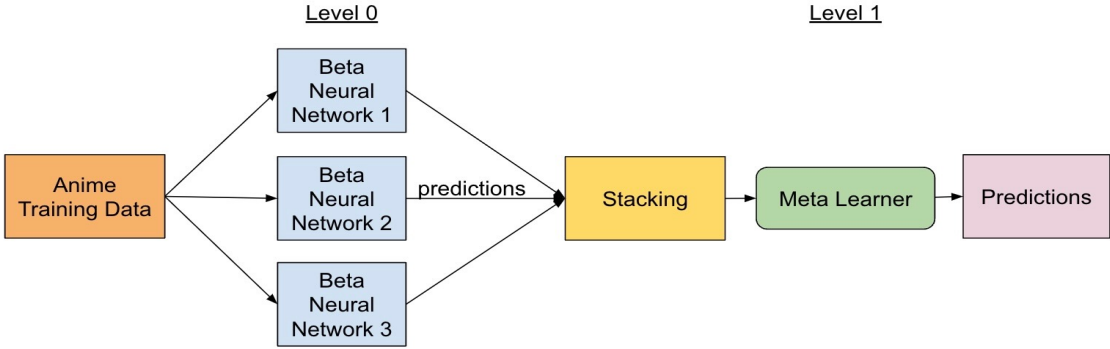 Level 0
Level 1
Beta
Neural
Network 1
Anime
Training Data
Beta
Neural
Network 2
predictions
Stacking
Meta Learner
Predictions
Beta
Neural
Network 3